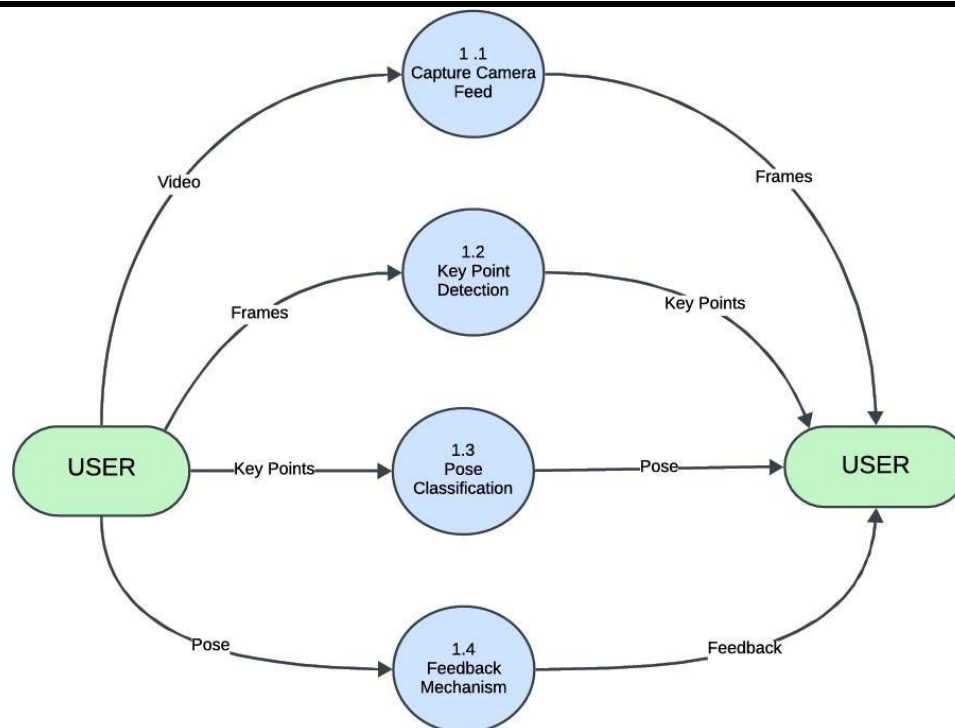 1 .1
Capture Camera
Feed
Video
Frames
1.2
Key Point
Detection
Frames
Key Points
USER
Key Points
1.3
Pose
Classification
Pose
USER
Pose
1.4
Feedback
Mechanism
Feedback